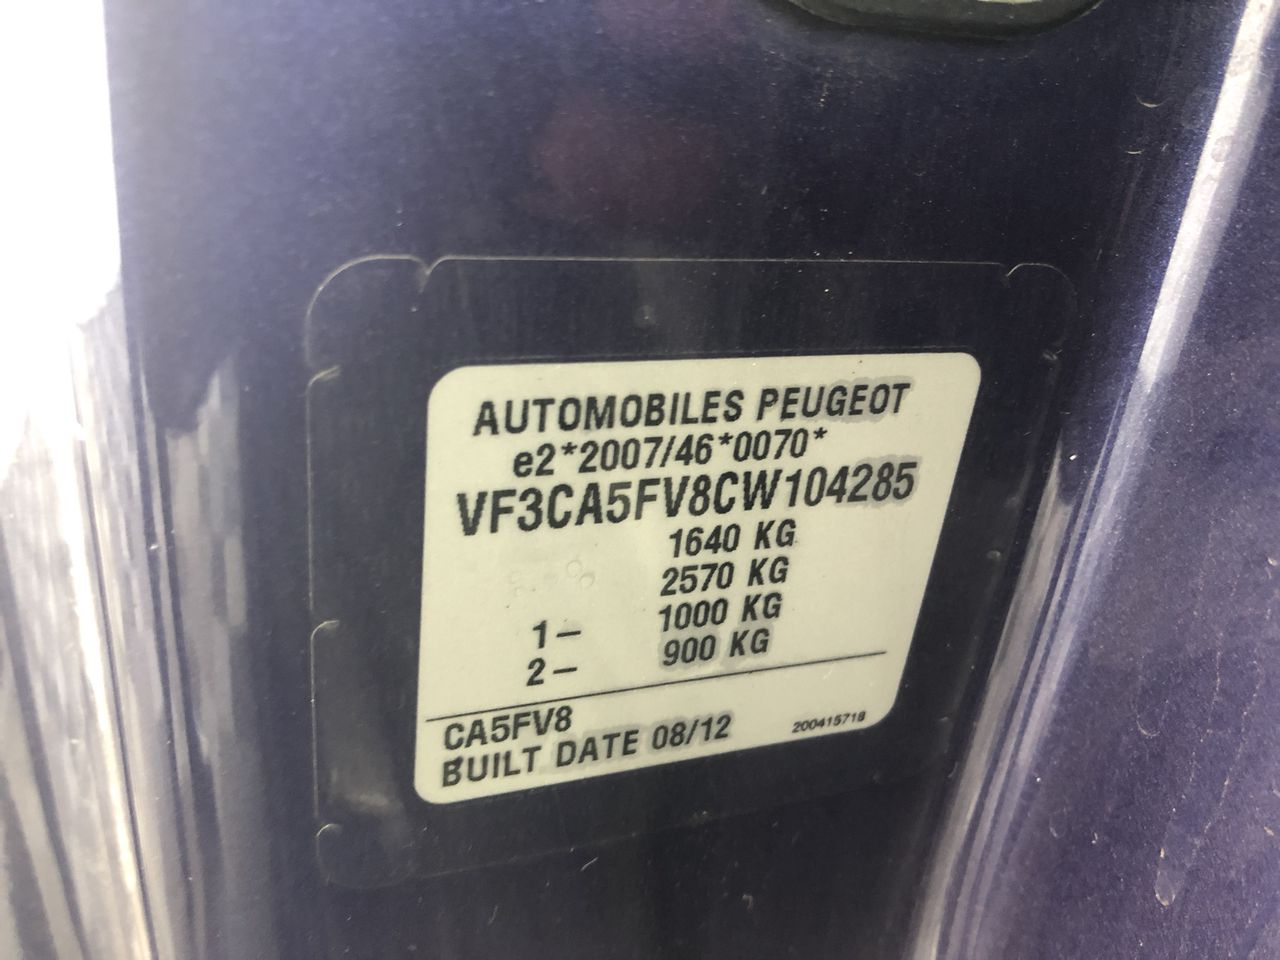 AUTOMOBILES PEUGEOT
e2*2007/46*0070*
VF3CA5FV8CW104285
1640 KG
2570 KG
1– 1000 KG
2– 900 KG
CA5FV8
BUILT DATE 08/12 200415718